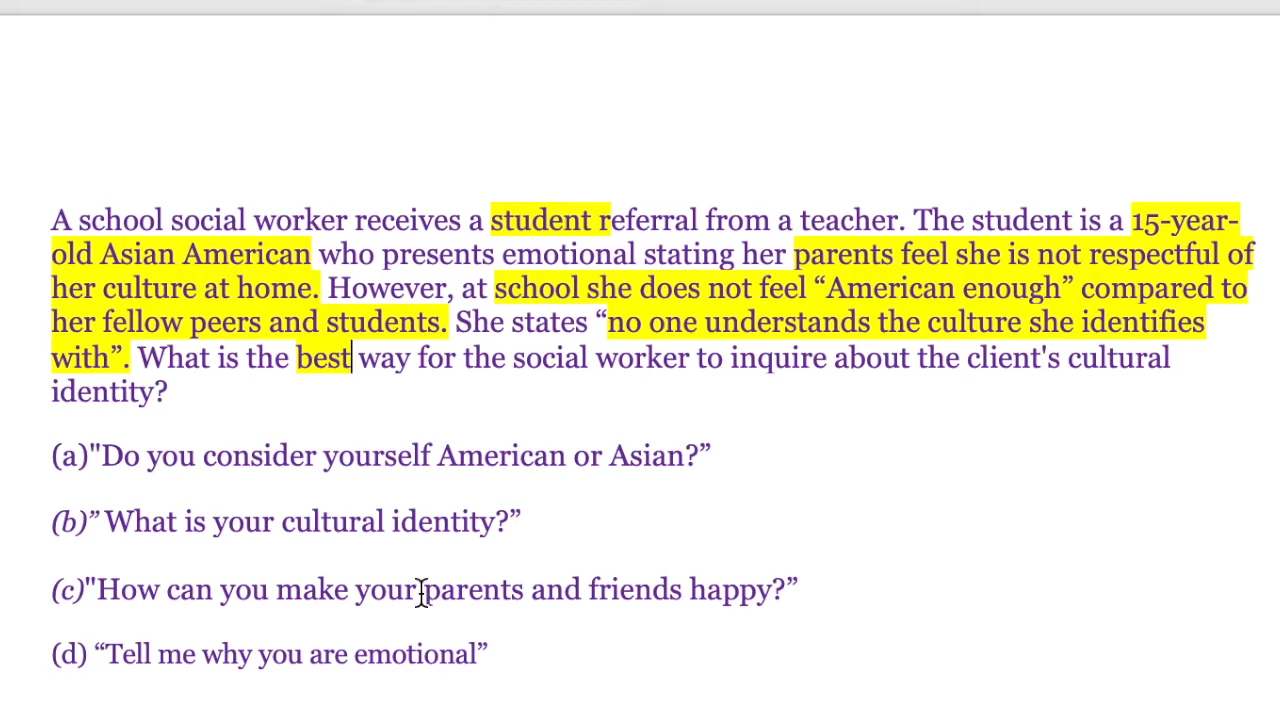 A school social worker receives a student referral from a teacher. The student is a 15-year-
old Asian American who presents emotional stating her parents feel she is not respectful of
her culture at home. However, at school she does not feel “American enough” compared to
her fellow peers and students. She states “no one understands the culture she identifies
with”. What is the best way for the social worker to inquire about the client's cultural
identity?
(a)"Do you consider yourself American or Asian?”
(b)” What is your cultural identity?”
(c)"How can you make your parents and friends happy?”
(d) “Tell me why you are emotional”